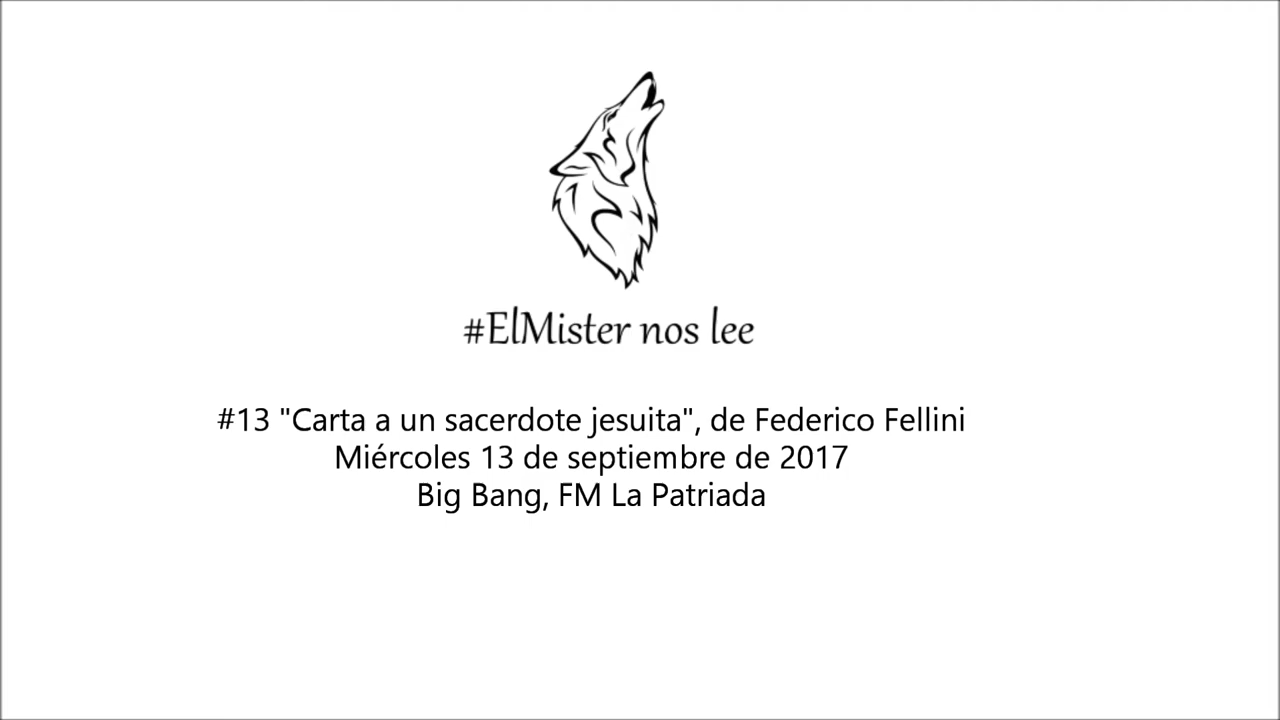 #ElMister nos lee
#13 "Carta a un sacerdote jesuita", de Federico Fellini
Miércoles 13 de septiembre de 2017
Big Bang, FM La Patriada